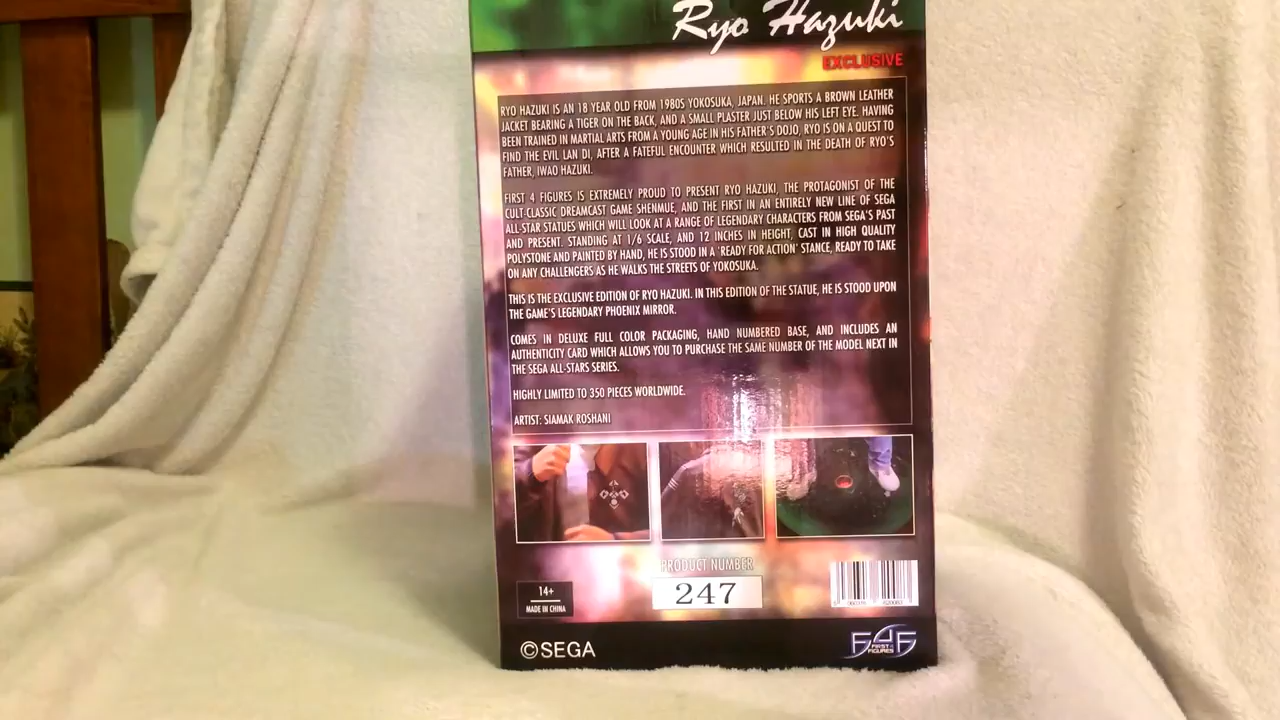 Ryo Hazuki
EXCLUSIVE
RYO HAZUKI IS AN 18 YEAR OLD FROM 1980S YOKOSUKA, JAPAN. HE SPORTS A BROWN LEATHER
JACKET BEARING A TIGER ON THE BACK, AND A SMALL PLASTER JUST BELOW HIS LEFT EYE. HAVING
BEEN TRAINED IN MARTIAL ARTS FROM A YOUNG AGE IN HIS FATHER'S DOJO, RYO IS ON A QUEST TO
FIND THE EVIL LAN DI, AFTER A FATEFUL ENCOUNTER WHICH RESULTED IN THE DEATH OF RYO'S
FATHER, IWAO HAZUKI.
FIRST 4 FIGURES IS EXTREMELY PROUD TO PRESENT RYO HAZUKI, THE PROTAGONIST OF THE
CULT-CLASSIC DREAMCAST GAME SHENMUE, AND THE FIRST IN AN ENTIRELY NEW LINE OF SEGA
ALL-STAR STATUES WHICH WILL LOOK AT A RANGE OF LEGENDARY CHARACTERS FROM SEGA'S PAST
AND PRESENT. STANDING AT 1/6 SCALE, AND 12 INCHES IN HEIGHT, CAST IN HIGH QUALITY
POLYSTONE AND PAINTED BY HAND, HE IS STOOD IN A 'READY FOR ACTION' STANCE, READY TO TAKE
ON ANY CHALLENGERS AS HE WALKS THE STREETS OF YOKOSUKA.
THIS IS THE EXCLUSIVE EDITION OF RYO HAZUKI. IN THIS EDITION OF THE STATUE, HE IS STOOD UPON
THE GAME'S LEGENDARY PHOENIX MIRROR.
COMES IN DELUXE FULL COLOR PACKAGING, HAND NUMBERED BASE, AND INCLUDES AN
AUTHENTICITY CARD WHICH ALLOWS YOU TO PURCHASE THE SAME NUMBER OF THE MODEL NEXT IN
THE SEGA ALL-STARS SERIES.
HIGHLY LIMITED TO 350 PIECES WORLDWIDE.
ARTIST: SIAMAK ROSHANI
PRODUCT NUMBER
247
14+
MADE IN CHINA
©SEGA
F4F
FIRST 4
FIGURES